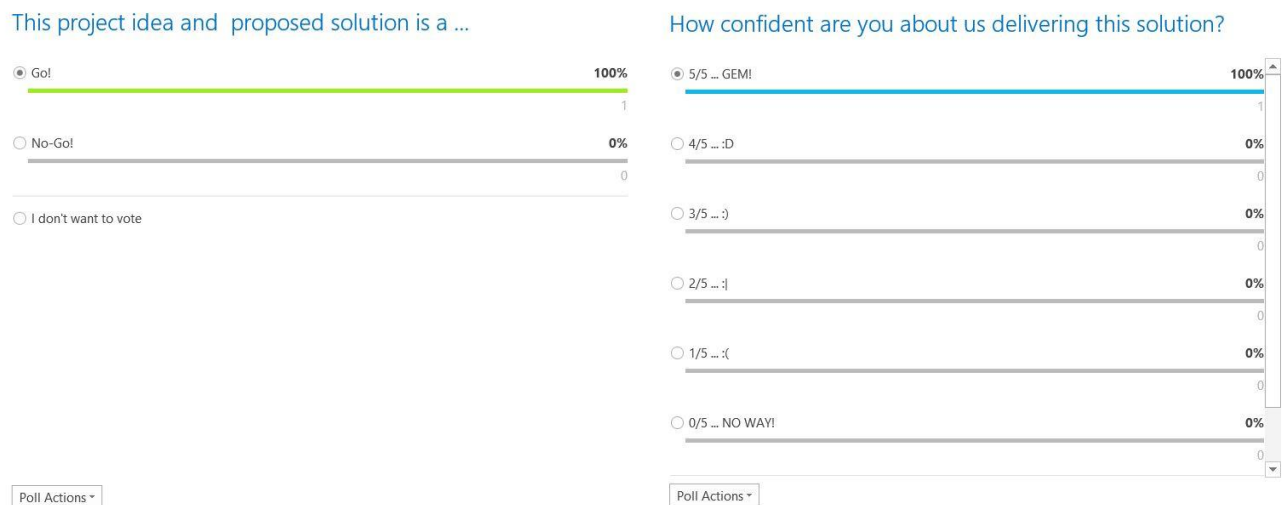 This project idea and  proposed solution is a ...
Go!
100%
1
No-Go!
0%
0
I don't want to vote
Poll Actions
How confident are you about us delivering this solution?
5/5 ... GEM!
100%
1
4/5 ... :D
0%
0
3/5 ... :)
0%
0
2/5 ... :|
0%
0
1/5 ... :(
0%
0
0/5 ... NO WAY!
0%
0
Poll Actions